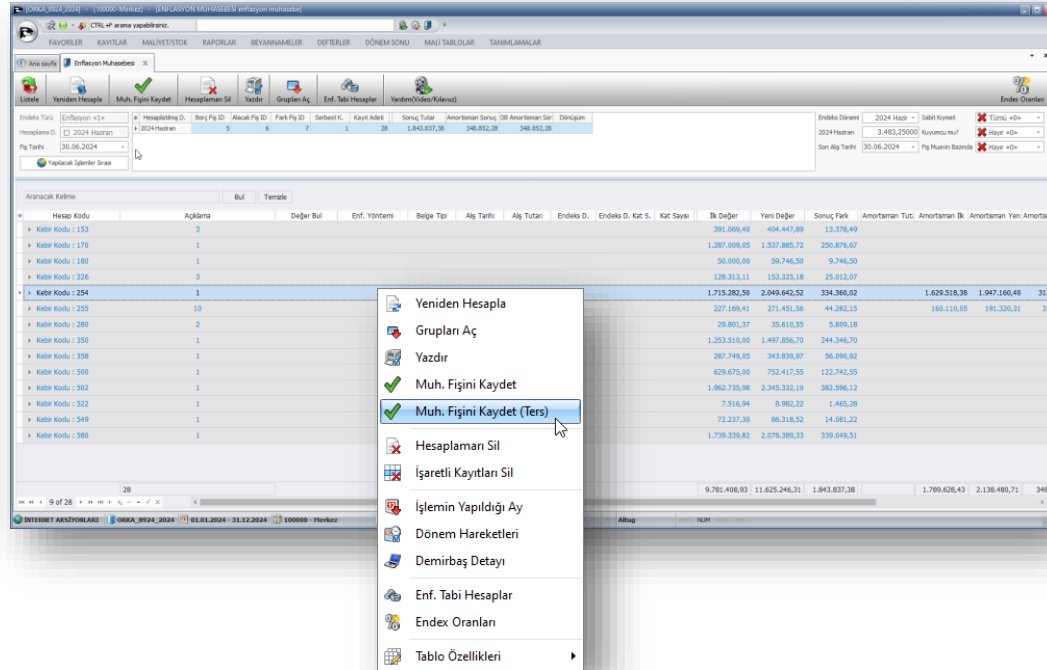 [ORKA_8924_2024] - [100000-Merkez] - [ENFLASYON MUHASEBESİ enflasyon muhasebe]
CTRL+P arama yapabilirsiniz.
FAVORİLER KAYITLAR MALİYET/STOK RAPORLAR BEYANNAMELER DEFTERLER DÖNEM SONU MALİ TABLOLAR TANIMLAMALAR
Ana sayfa Enflasyon Muhasebesi
Listele Yeniden Hesapla Muh. Fişini Kaydet Hesaplamarı Sil Yazdır Grupları Aç Enf. Tabi Hesaplar Yardım(Video/Kılavuz) Endex Oranları
Endeks Türü Enflasyon «1» Hesaplatılmış D. Borç Fiş ID Alacak Fiş ID Fark Fiş ID Serbest K. Kayıt Adeti Sonuç Tutar Amortisman Sonuç DB Amortisman Sor Dönüşüm Endeks Dönemi 2024 Hazir Sabit Kıymet Tümü «0»
Hesaplama D. 2024 Haziran 2024 Haziran 5 6 7 1 28 1.843.837,38 348.852,28 348.852,28 2024 Haziran 3.483,25000 Kuyumcu mu? Hayır «0»
Fiş Tarihi 30.06.2024 Son Alış Tarihi 30.06.2024 Fiş Muavin Bazında Hayır «0»
Yapılacak İşlemler Sırası
Aranacak Kelime Bul Temizle
Hesap Kodu Açıklama Değer Bul Enf. Yöntemi Belge Tipi Alış Tarihi Alış Tutarı Endeks D. Endeks D. Kat S. Kat Sayısı İlk Değer Yeni Değer Sonuç Fark Amortisman Tut: Amortisman İlk Amortisman Yen Amortis
Kebir Kodu : 153 3 391.069,40 404.447,89 13.378,49
Kebir Kodu : 170 1 1.287.009,05 1.537.885,72 250.876,67
Kebir Kodu : 180 1 50.000,00 59.746,50 9.746,50
Kebir Kodu : 226 3 128.313,11 153.325,18 25.012,07
Kebir Kodu : 254 1 1.715.282,50 2.049.642,52 334.360,02 1.629.518,38 1.947.160,40 31
Kebir Kodu : 255 10 227.169,41 271.451,56 44.282,15 160.110,05 191.320,31 3
Kebir Kodu : 280 2 29.801,37 35.610,55 5.809,18
Kebir Kodu : 350 1 1.253.510,00 1.497.856,70 244.346,70
Kebir Kodu : 358 1 287.749,05 343.839,97 56.090,92
Kebir Kodu : 500 1 629.675,00 752.417,55 122.742,55
Kebir Kodu : 502 1 1.962.735,98 2.345.332,10 382.596,12
Kebir Kodu : 522 1 7.516,94 8.982,22 1.465,28
Kebir Kodu : 549 1 72.237,30 86.318,52 14.081,22
Kebir Kodu : 580 1 1.739.339,82 2.078.389,33 339.049,51
28 9.781.408,93 11.625.246,31 1.843.837,38 1.789.628,43 2.138.480,71 348
9 of 28
İNTERNET AKSİYONLARI ORKA_8924_2024 01.01.2024 - 31.12.2024 100000 - Merkez Altug NUM
Yeniden Hesapla
Grupları Aç
Yazdır
Muh. Fişini Kaydet
Muh. Fişini Kaydet (Ters)
Hesaplamarı Sil
İşaretli Kayıtları Sil
İşlemin Yapıldığı Ay
Dönem Hareketleri
Demirbaş Detayı
Enf. Tabi Hesaplar
Endex Oranları
Tablo Özellikleri